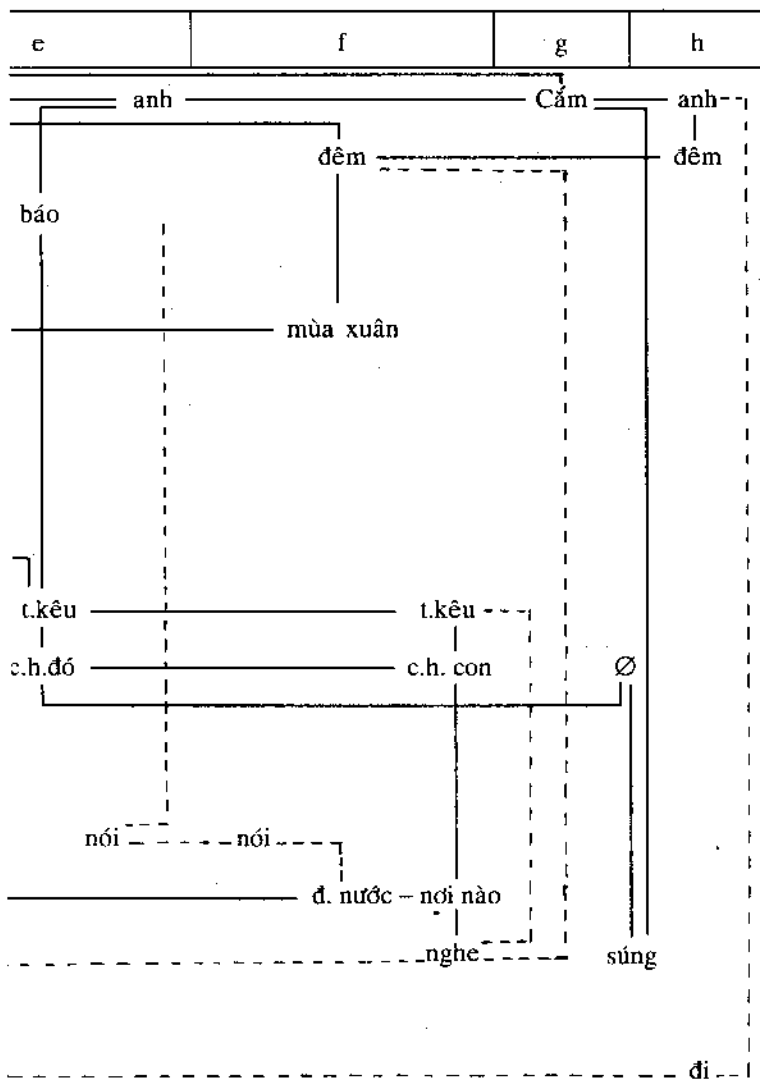 e f g h
anh Cắm anh
đêm đêm
báo
mùa xuân
t.kêu t.kêu
c.h.đó c.h. con Ø
nói nói
đ. nước – nơi nào
nghe súng
đi